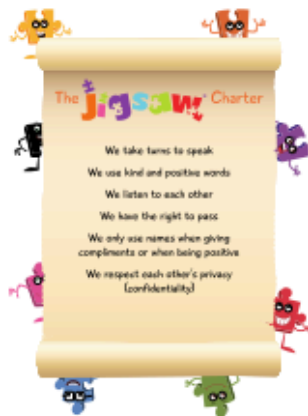 The Jigsaw Charter
We take turns to speak
We use kind and positive words
We listen to each other
We have the right to pass
We only use names when giving
compliments or when being positive
We respect each other's privacy
(confidentiality)